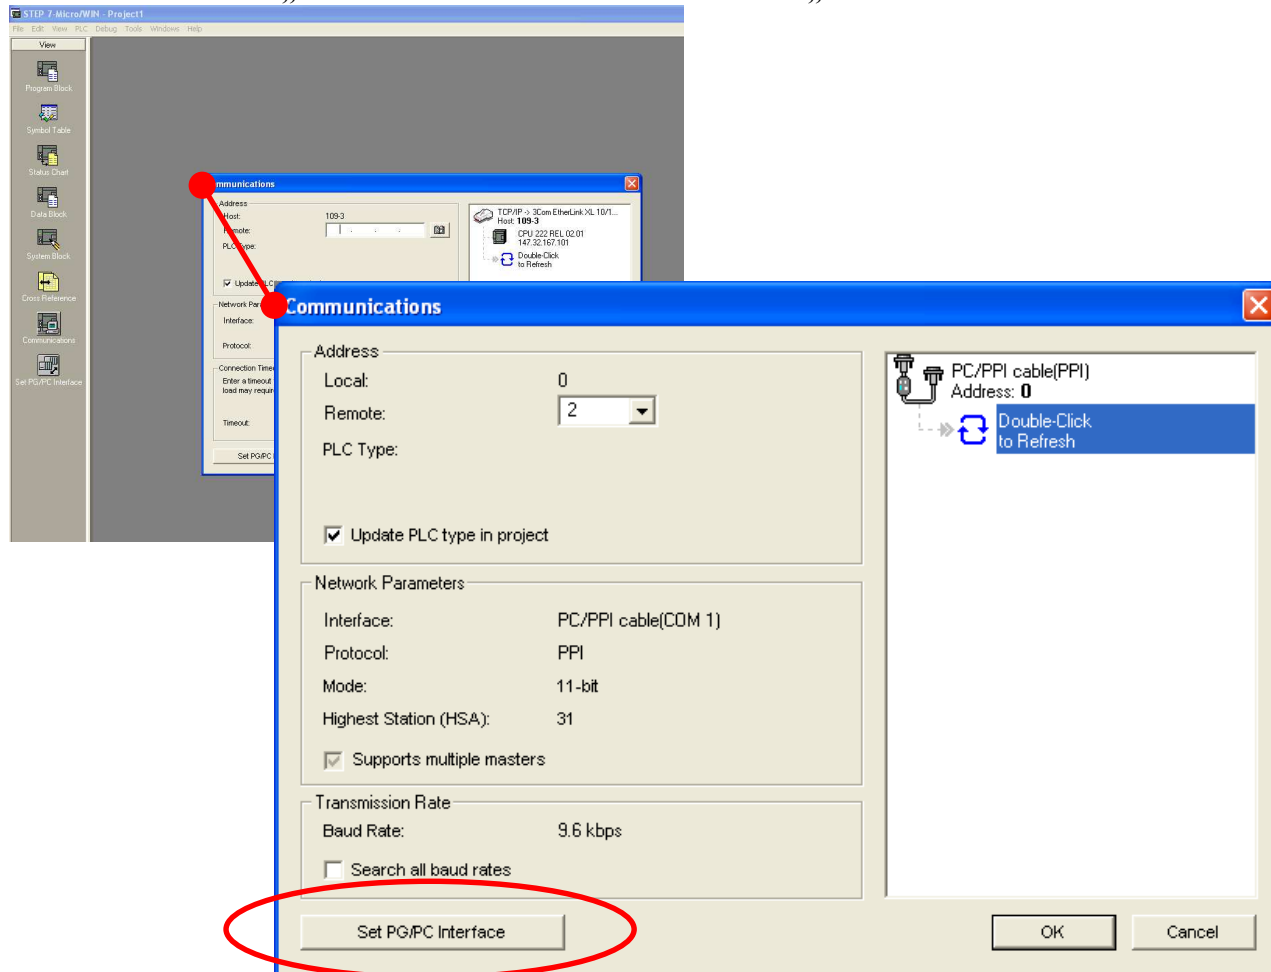 „ „
STEP 7-Micro/WIN - Project1
File Edit View PLC Debug Tools Windows Help
View
Program Block
Symbol Table
Status Chart
Data Block
System Block
Cross Reference
Communications
Set PG/PC Interface
mmunications
Address
Host: 109-3
Remote:
PLC Type:
Update
Network Par
Interface:
Protocol:
Connection Time
Enter a timeout
load may requir
Timeout:
Set PG/PC I
TCP/IP -> 3Com EtherLink XL 10/1...
Host: 109-3
CPU 222 REL 02.01
147.32.167.101
Double-Click
to Refresh
Communications
Address
Local: 0
Remote: 2
PLC Type:
Update PLC type in project
Network Parameters
Interface: PC/PPI cable(COM 1)
Protocol: PPI
Mode: 11-bit
Highest Station (HSA): 31
Supports multiple masters
Transmission Rate
Baud Rate: 9.6 kbps
Search all baud rates
Set PG/PC Interface
PC/PPI cable(PPI)
Address: 0
Double-Click
to Refresh
OK Cancel